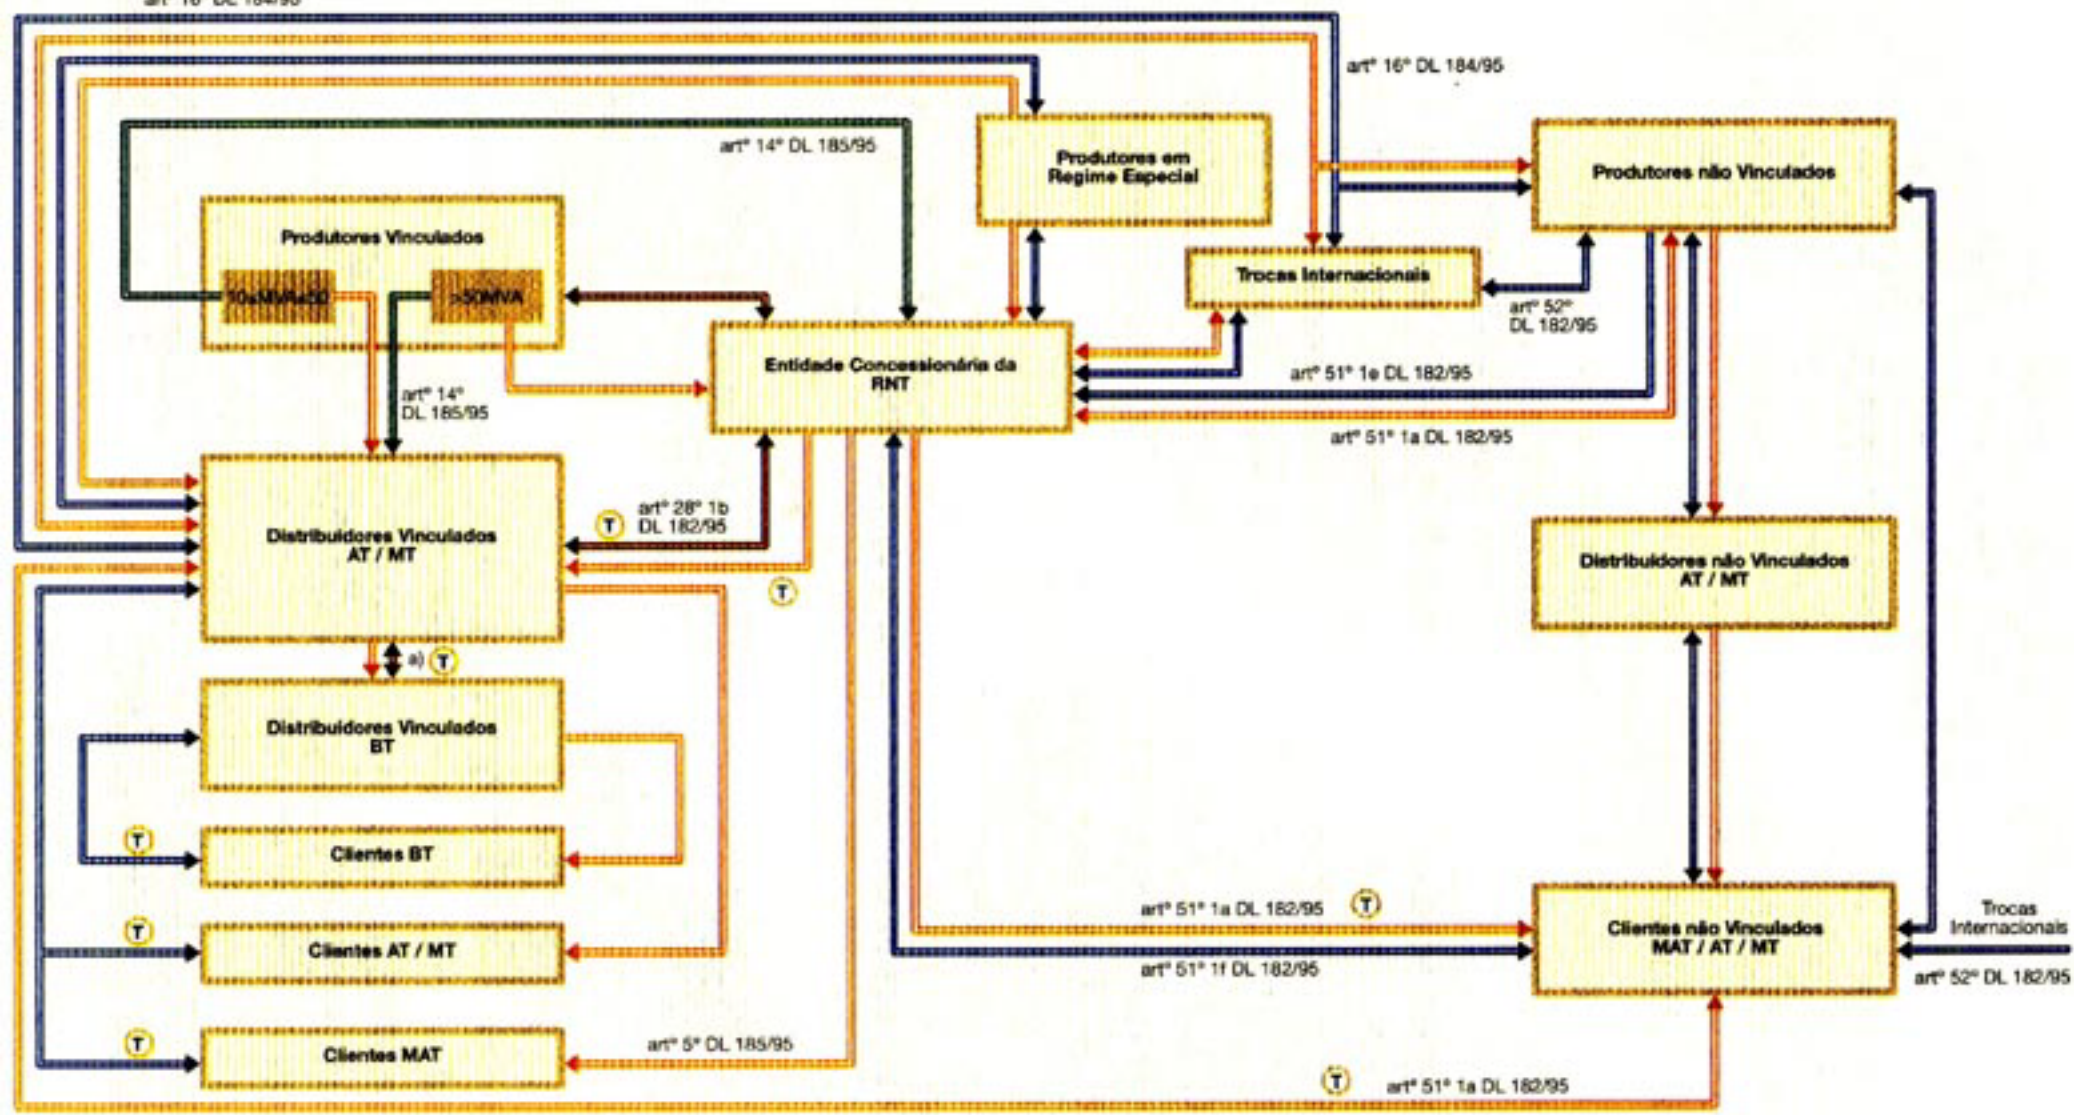 art° 16° DL 184/95
art° 16° DL 184/95
art° 14° DL 185/95
Produtores em
Regime Especial
Produtores não Vinculados
Produtores Vinculados
>50MVA
Trocas Internacionais
art° 52°
DL 182/95
Entidade Concessionária da
RNT
art° 51° 1e DL 182/95
art° 14°
DL 185/95
art° 51° 1a DL 182/95
art° 28° 1b
DL 182/95
T
Distribuidores Vinculados
AT / MT
Distribuidores não Vinculados
AT / MT
T
a) T
Distribuidores Vinculados
BT
T
Clientes BT
art° 51° 1a DL 182/95 T
Trocas
Internacionais
T
Clientes AT / MT
Clientes não Vinculados
MAT / AT / MT
art° 51° 1f DL 182/95
art° 52° DL 182/95
T
Clientes MAT
art° 5° DL 185/95
T art° 51° 1a DL 182/95